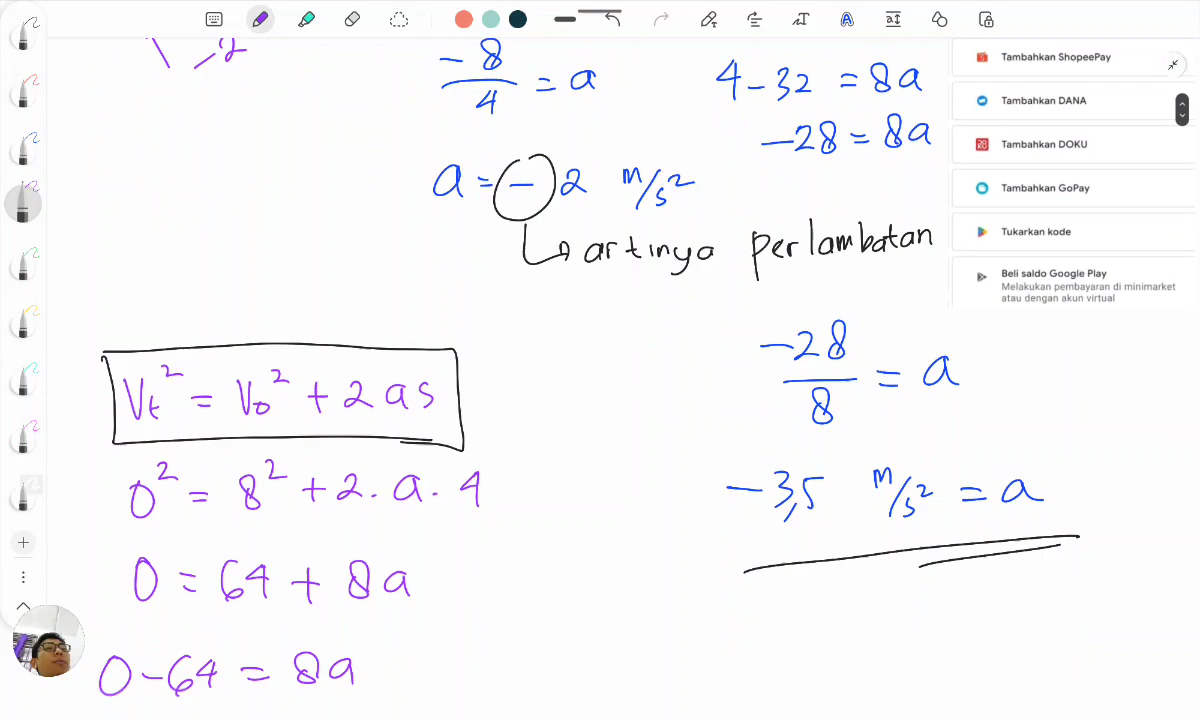 -8/4 = a
a = - 2 m/s²
↳ artinya perlambatan
4 - 32 = 8a
-28 = 8a
Tambahkan ShopeePay
Tambahkan DANA
Tambahkan DOKU
Tambahkan GoPay
Tukarkan kode
Beli saldo Google Play
Melakukan pembayaran di minimarket
atau dengan akun virtual
-28/8 = a
-3,5 m/s² = a
Vt² = Vo² + 2 a s
0² = 8² + 2 . a . 4
0 = 64 + 8a
0 - 64 = 8a